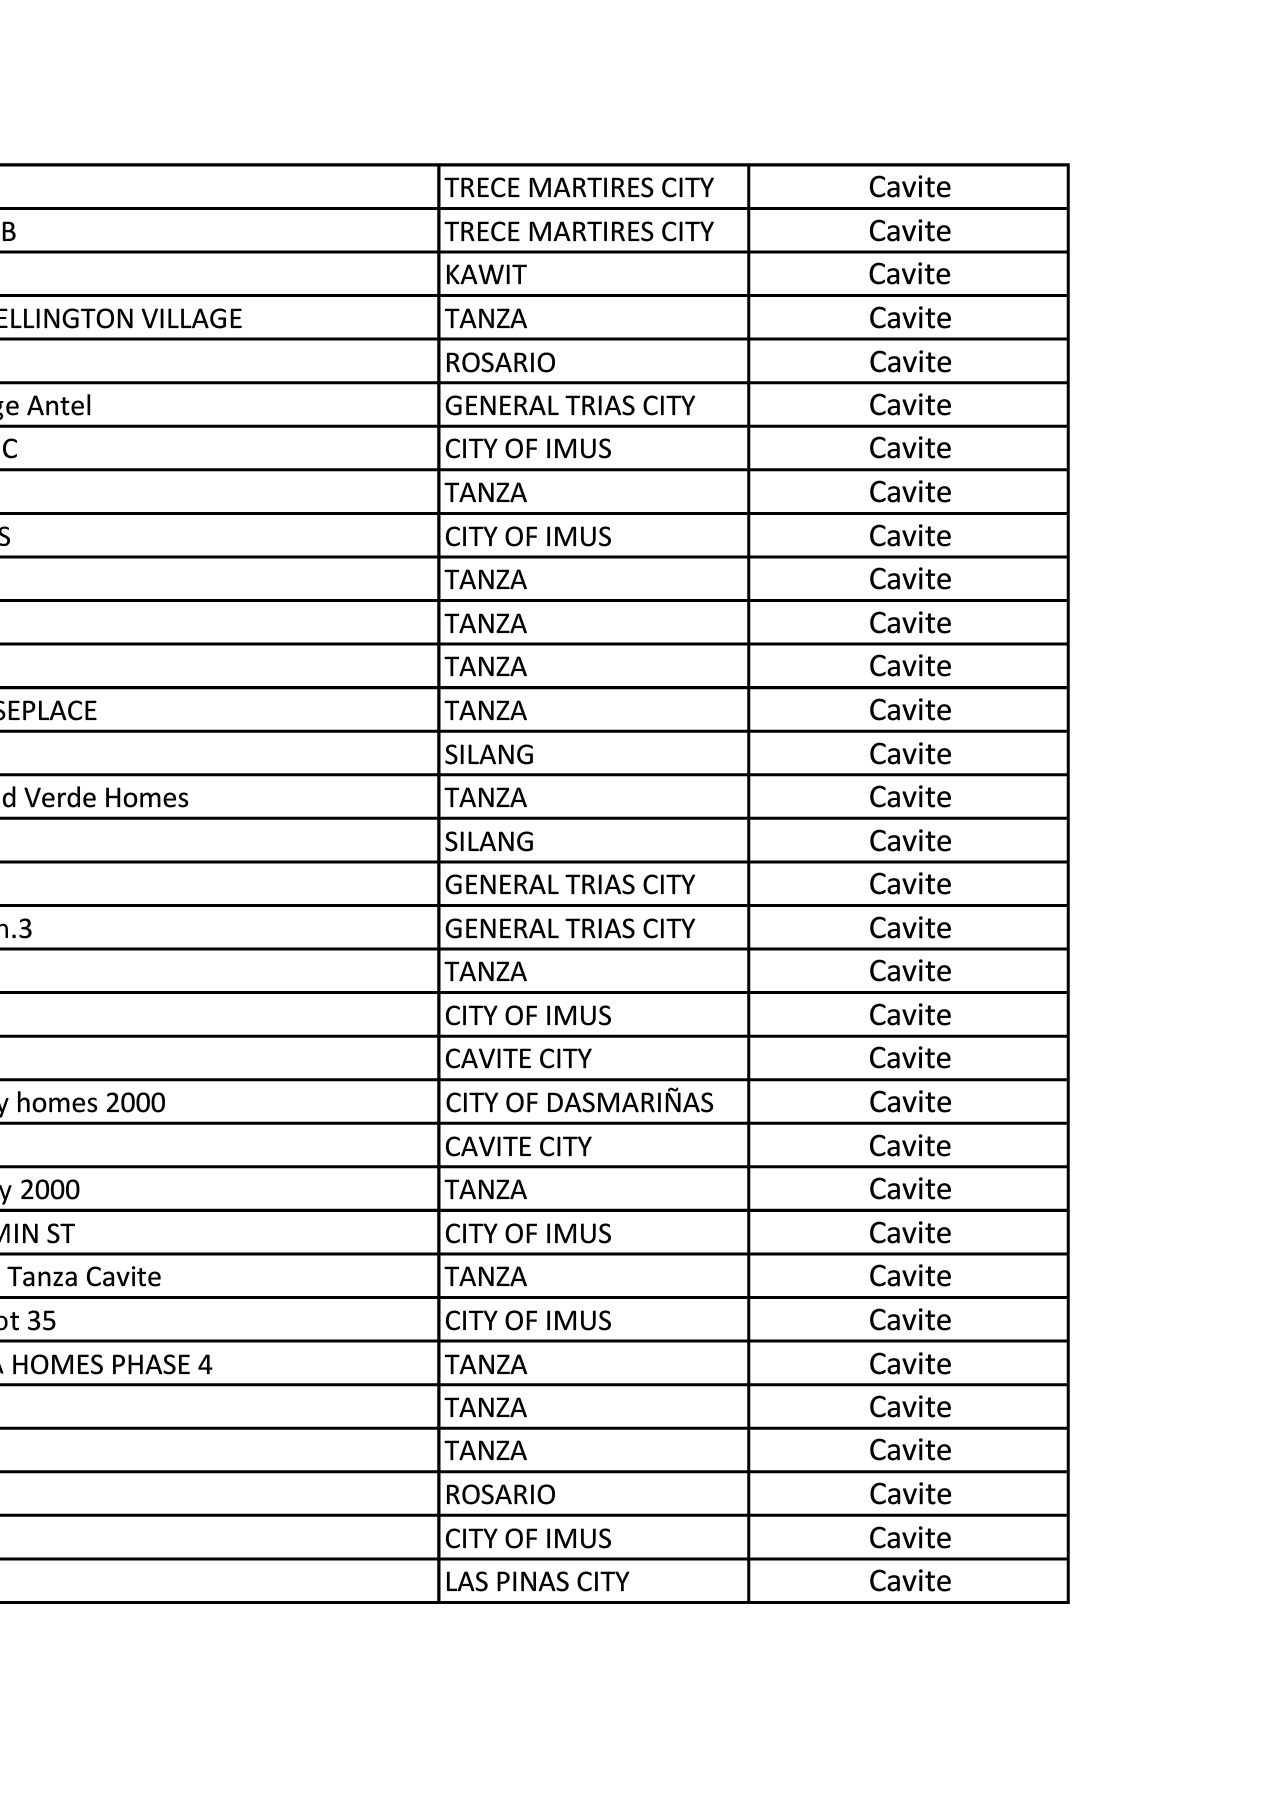 TRECE MARTIRES CITY Cavite
B TRECE MARTIRES CITY Cavite
KAWIT Cavite
ELLINGTON VILLAGE TANZA Cavite
ROSARIO Cavite
ge Antel GENERAL TRIAS CITY Cavite
C CITY OF IMUS Cavite
TANZA Cavite
S CITY OF IMUS Cavite
TANZA Cavite
TANZA Cavite
TANZA Cavite
SEPLACE TANZA Cavite
SILANG Cavite
d Verde Homes TANZA Cavite
SILANG Cavite
GENERAL TRIAS CITY Cavite
h.3 GENERAL TRIAS CITY Cavite
TANZA Cavite
CITY OF IMUS Cavite
CAVITE CITY Cavite
y homes 2000 CITY OF DASMARIÑAS Cavite
CAVITE CITY Cavite
y 2000 TANZA Cavite
MIN ST CITY OF IMUS Cavite
Tanza Cavite TANZA Cavite
ot 35 CITY OF IMUS Cavite
A HOMES PHASE 4 TANZA Cavite
TANZA Cavite
TANZA Cavite
ROSARIO Cavite
CITY OF IMUS Cavite
LAS PINAS CITY Cavite